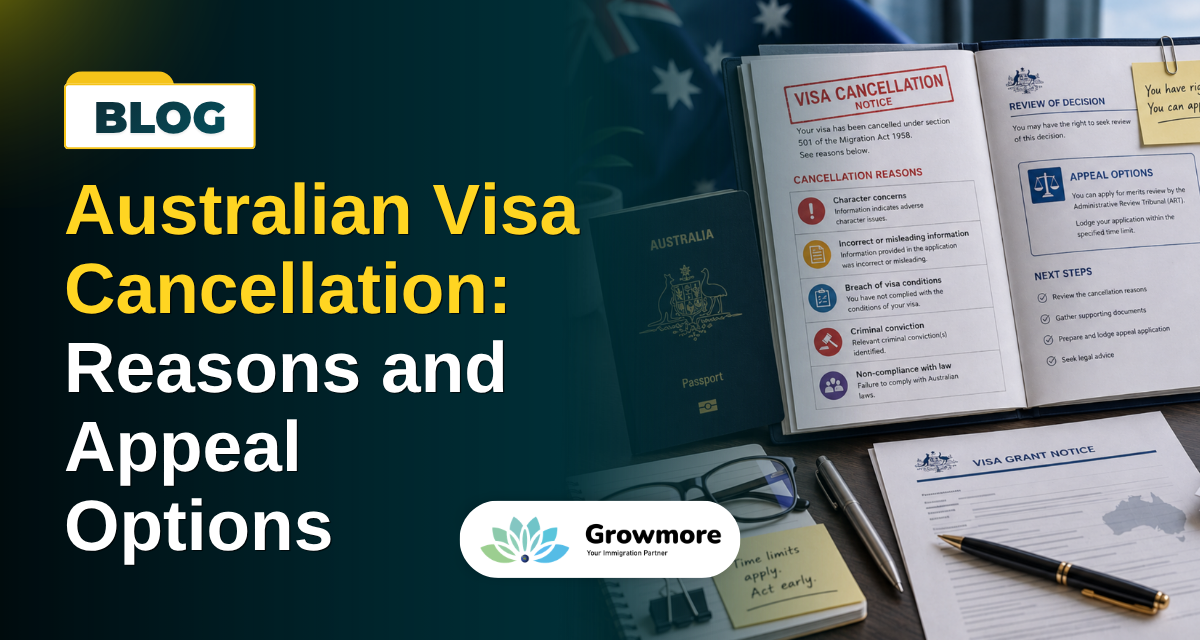 BLOG
Australian Visa
Cancellation:
Reasons and
Appeal
Options
Growmore
Your Immigration Partner
AUSTRALIA
Passport
VISA CANCELLATION
NOTICE
Your visa has been cancelled under section
501 of the Migration Act 1958.
See reasons below.
CANCELLATION REASONS
Character concerns
Information indicates adverse
character issues.
Incorrect or misleading information
Information provided in the application
was incorrect or misleading.
Breach of visa conditions
You have not complied with the
conditions of your visa.
Criminal conviction
Relevant criminal conviction(s)
identified.
Non-compliance with law
Failure to comply with Australian
laws.
REVIEW OF DECISION
You may have the right to seek review
of this decision.
You have
You can
APPEAL OPTIONS
You can apply for merits review by the
Administrative Review Tribunal (ART).
Lodge your application within the
specified time limit.
NEXT STEPS
Review the cancellation reasons
Gather supporting documents
Prepare and lodge appeal application
Seek legal advice
VISA GRANT NOTICE
Time limits
apply.
Act early.